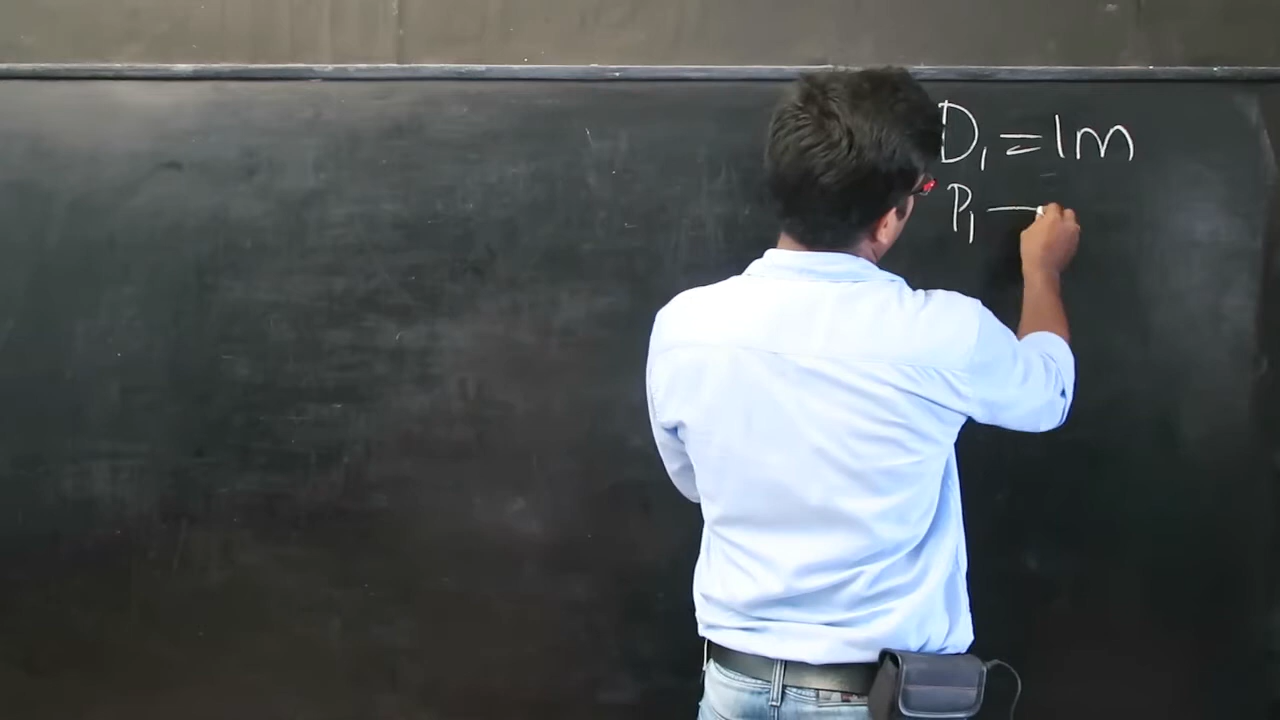 D₁ = 1m
P₁ —